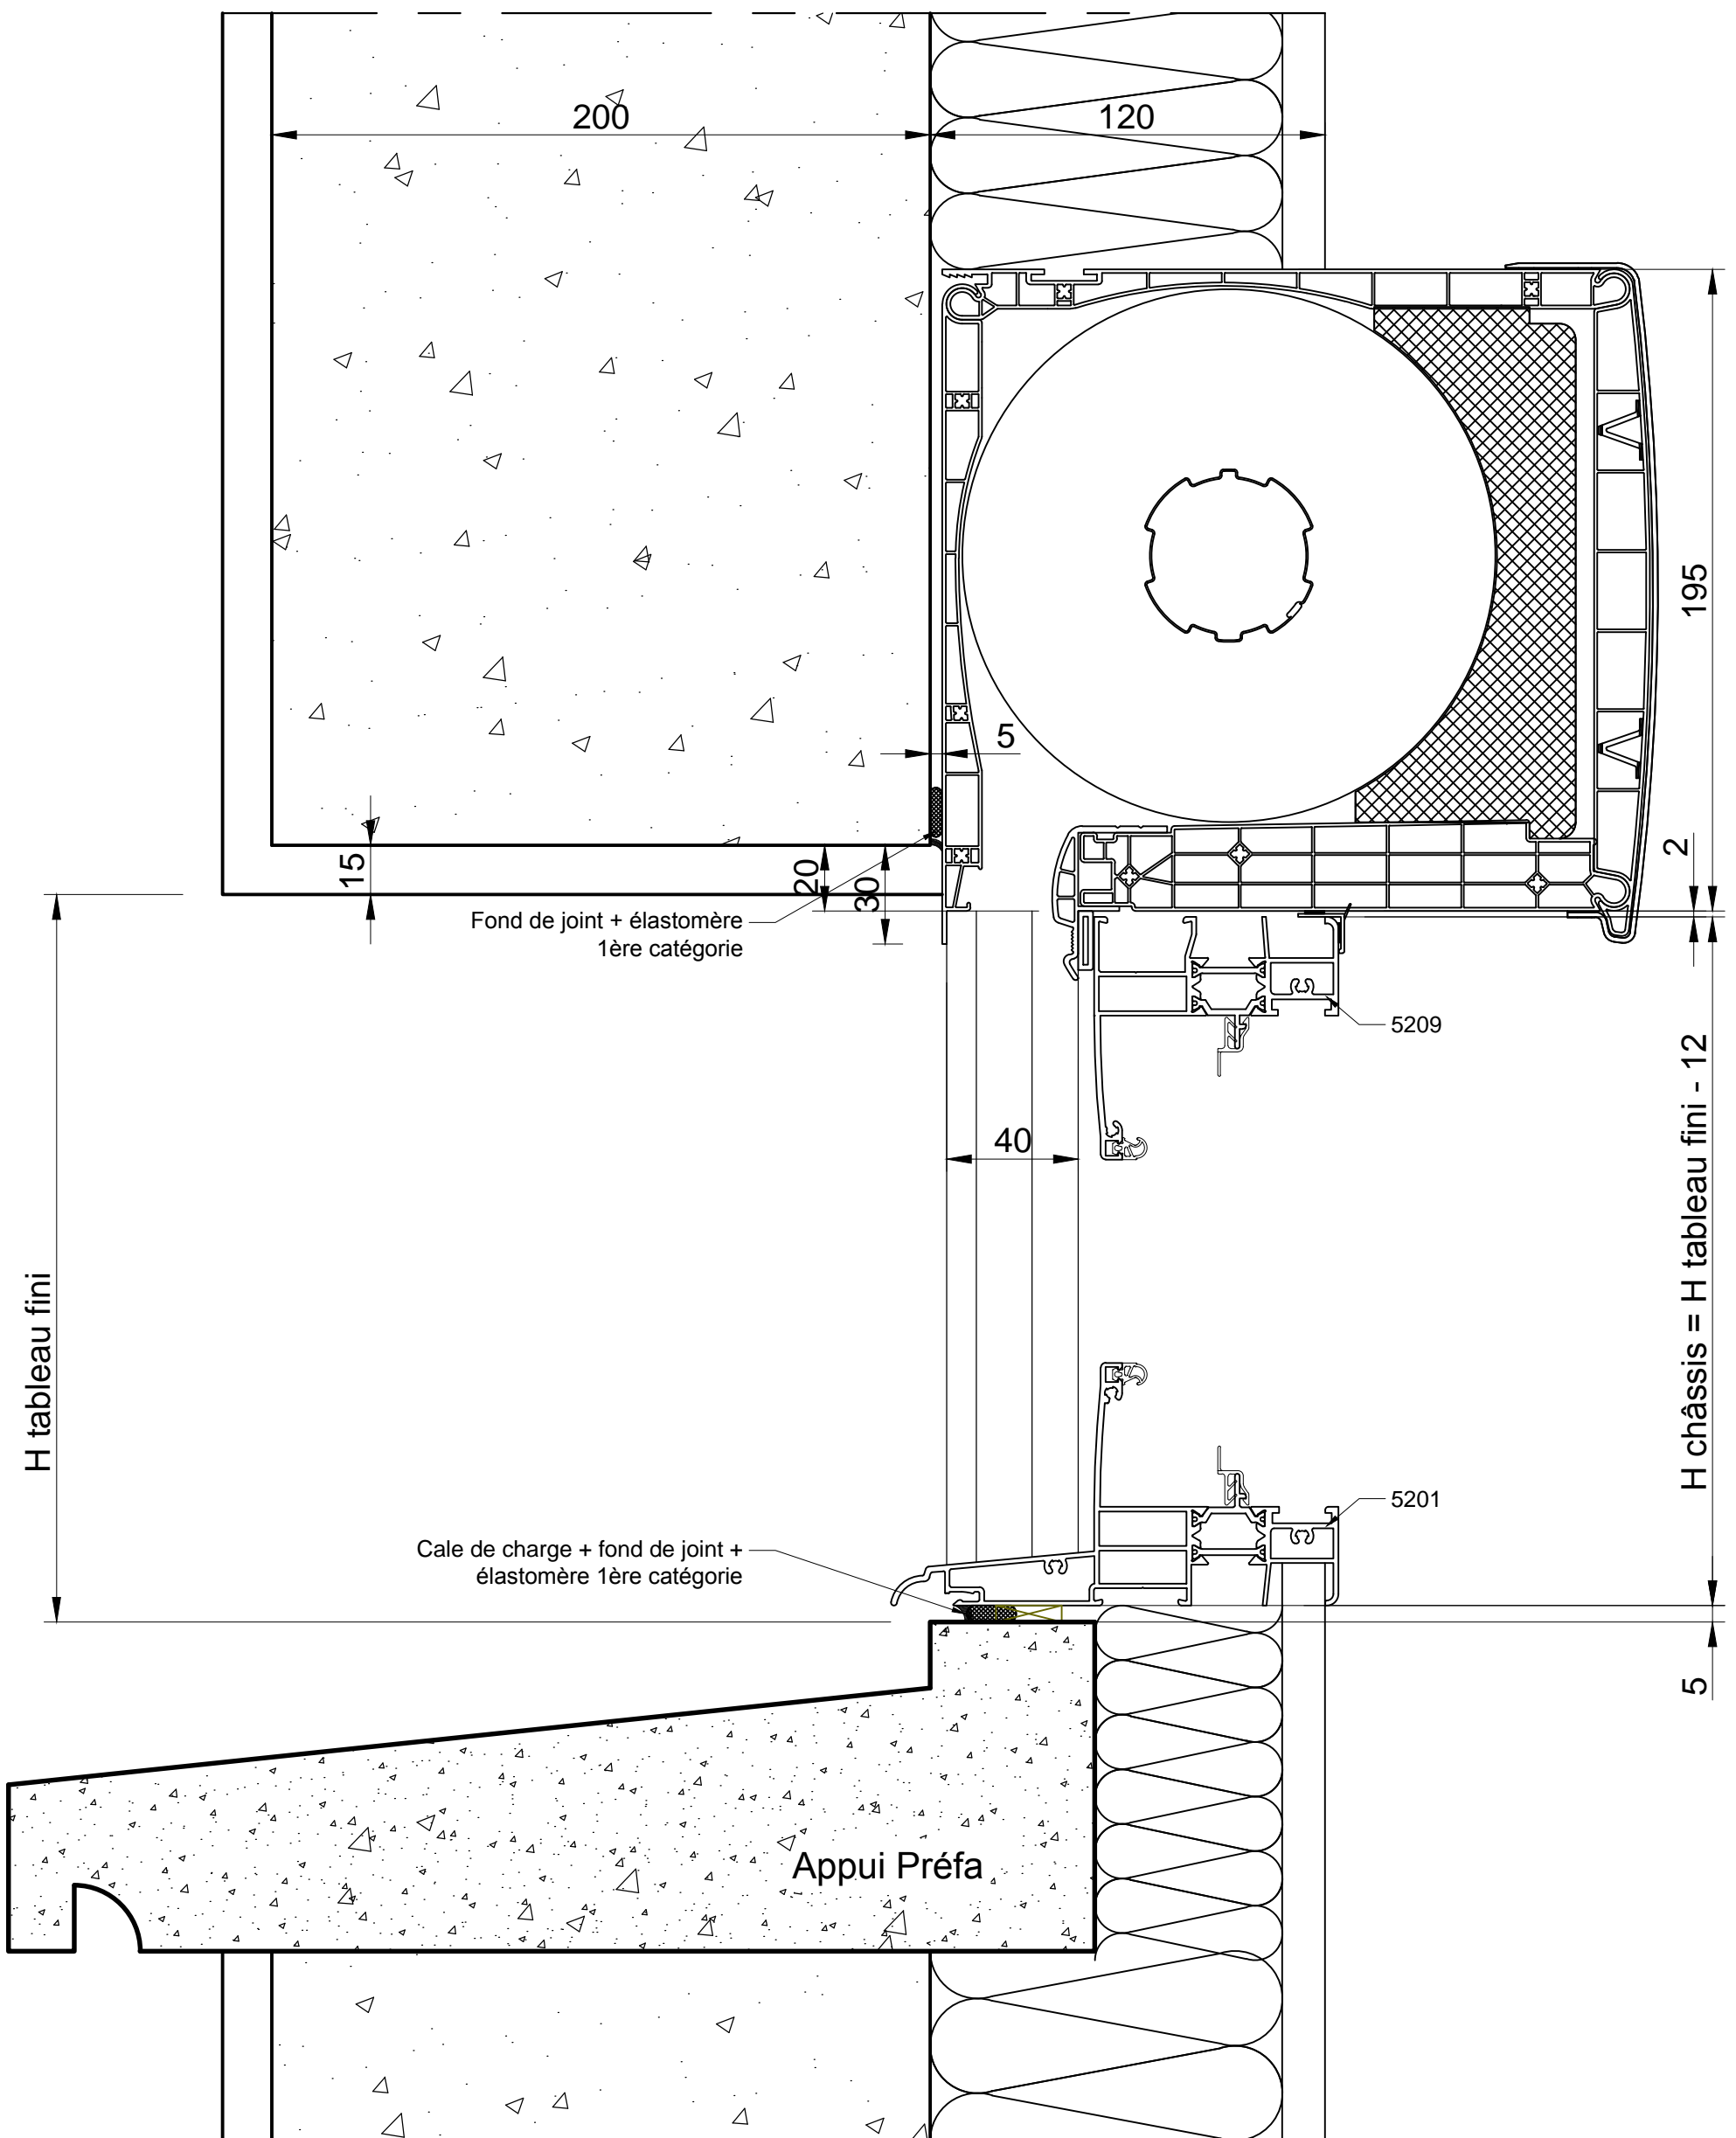 200
120
195
5
15
20
30
2
Fond de joint + élastomère
1ère catégorie
5209
40
H tableau fini
H châssis = H tableau fini - 12
5201
Cale de charge + fond de joint +
élastomère 1ère catégorie
5
Appui Préfa